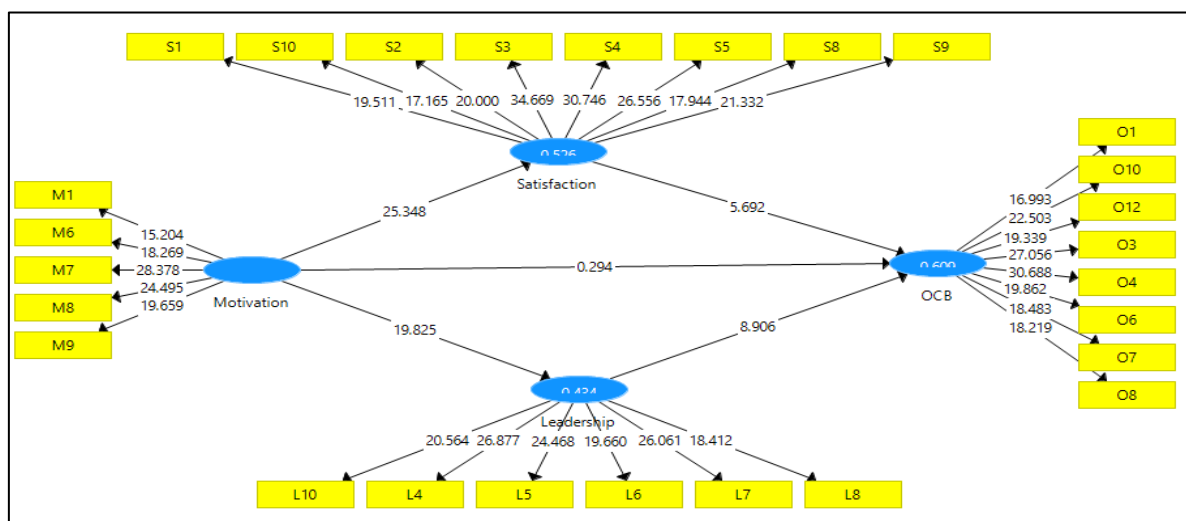 S1 S10 S2 S3 S4 S5 S8 S9
19.511 17.165 20.000 34.669 30.746 26.556 17.944 21.332
0.526
Satisfaction
M1
M6
M7
M8
M9
15.204
18.269
28.378
24.495
19.659
Motivation
25.348
5.692
0.294
19.825
8.906
O1
O10
O12
O3
O4
O6
O7
O8
16.993
22.503
19.339
27.056
30.688
19.862
18.483
18.219
OCB
Leadership
20.564 26.877 24.468 19.660 26.061 18.412
L10 L4 L5 L6 L7 L8